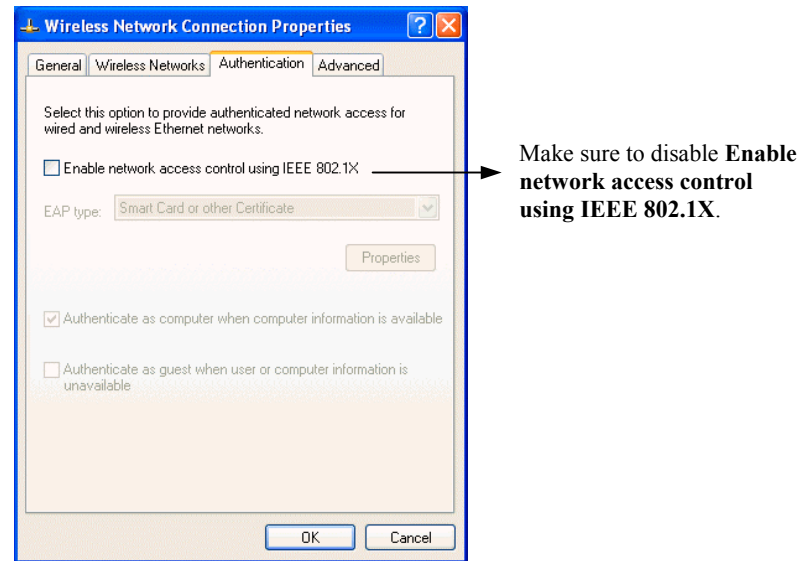 Wireless Network Connection Properties
General Wireless Networks Authentication Advanced
Select this option to provide authenticated network access for
wired and wireless Ethernet networks.
Enable network access control using IEEE 802.1X
EAP type: Smart Card or other Certificate
Properties
Authenticate as computer when computer information is available
Authenticate as guest when user or computer information is
unavailable
OK Cancel
Make sure to disable Enable
network access control
using IEEE 802.1X.